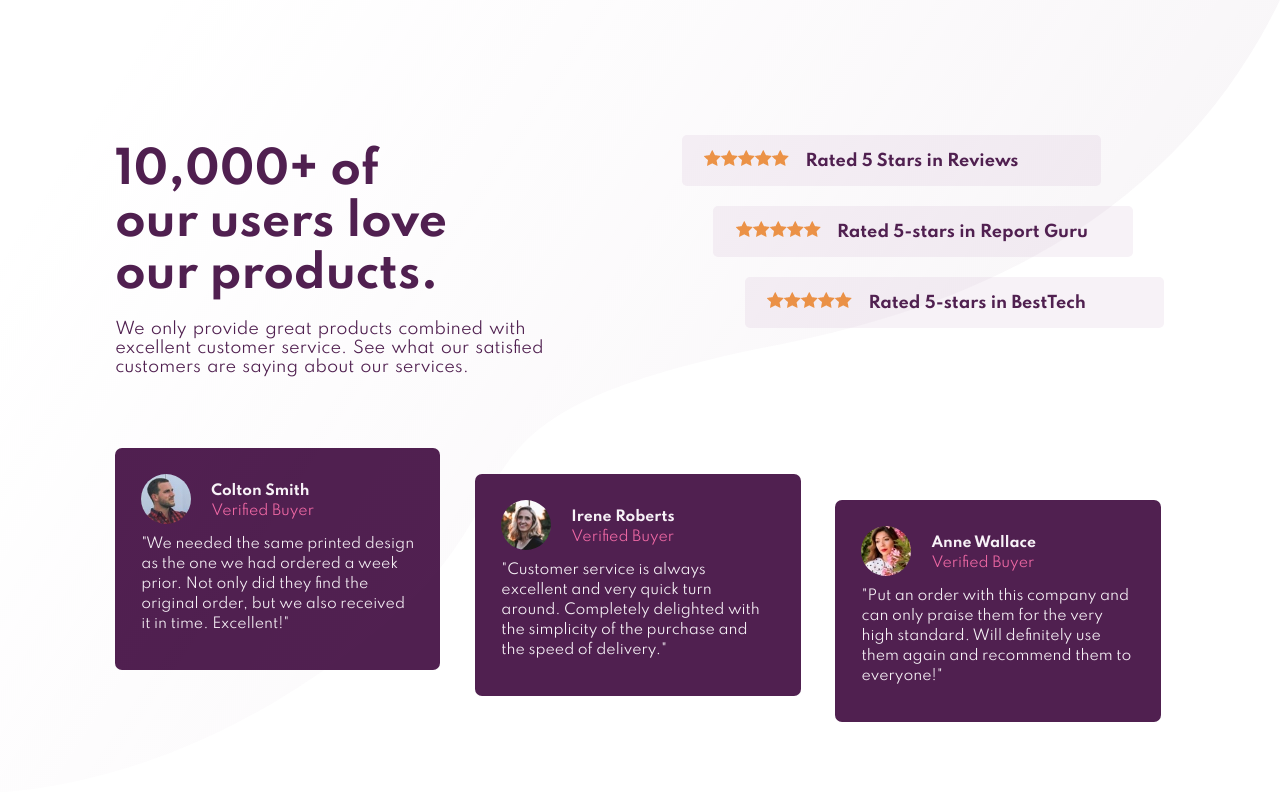 10,000+ of
our users love
our products.
We only provide great products combined with
excellent customer service. See what our satisfied
customers are saying about our services.
Rated 5 Stars in Reviews
Rated 5-stars in Report Guru
Rated 5-stars in BestTech
Colton Smith
Verified Buyer
"We needed the same printed design
as the one we had ordered a week
prior. Not only did they find the
original order, but we also received
it in time. Excellent!"
Irene Roberts
Verified Buyer
"Customer service is always
excellent and very quick turn
around. Completely delighted with
the simplicity of the purchase and
the speed of delivery."
Anne Wallace
Verified Buyer
"Put an order with this company and
can only praise them for the very
high standard. Will definitely use
them again and recommend them to
everyone!"